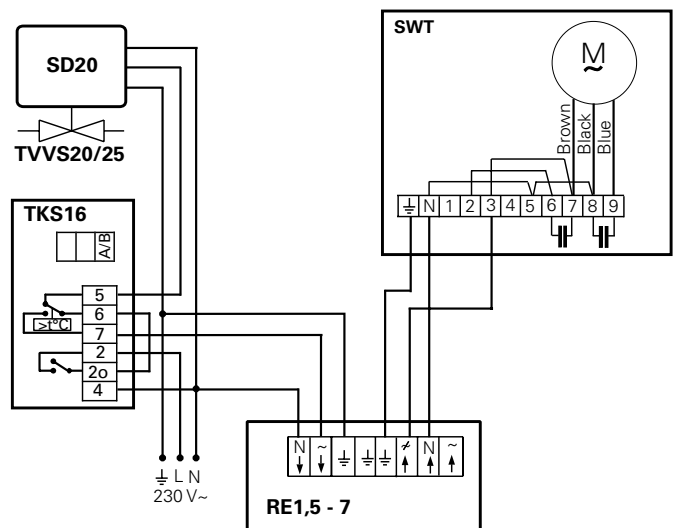 SD20
TVVS20/25
SWT
M
~
Brown
Black
Blue
N 1 2 3 4 5 6 7 8 9
TKS16
A/B
5
6
>t°C
7
2
2o
4
L N
230 V~
N ~ N ~
RE1,5 - 7